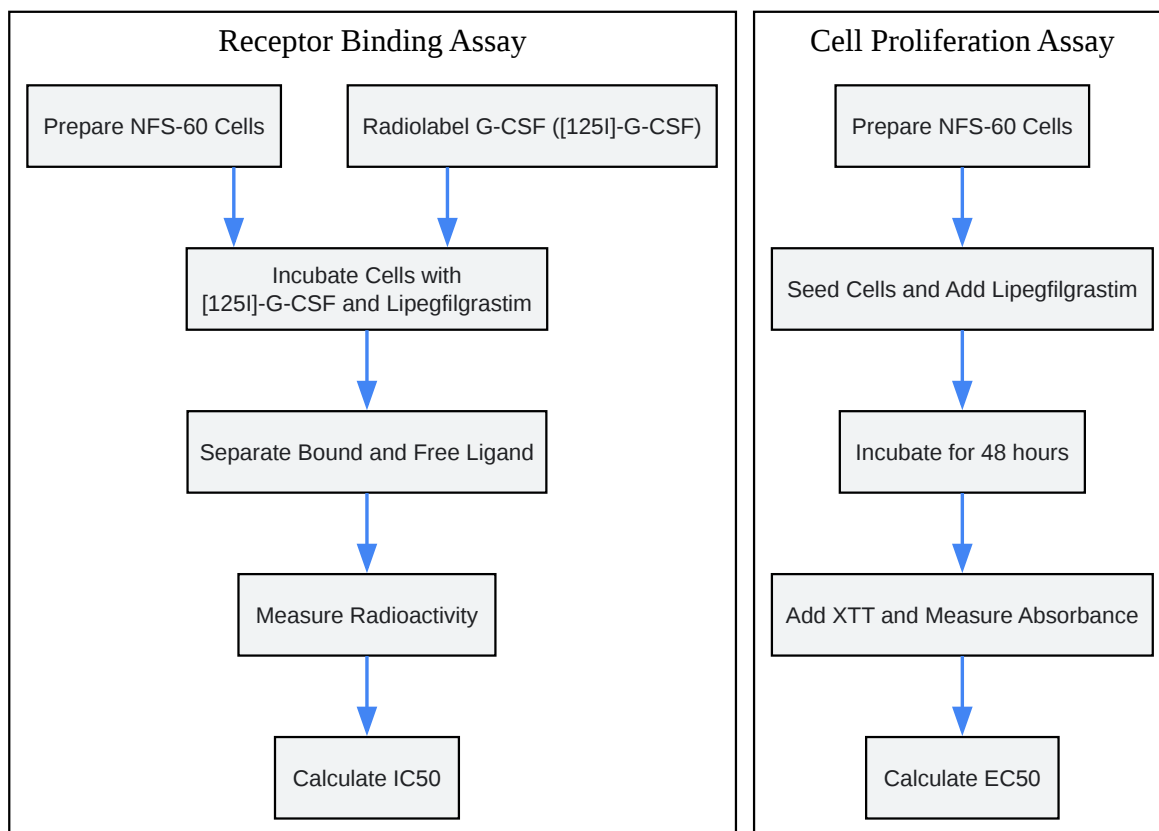 Receptor Binding Assay
Prepare NFS-60 Cells
Radiolabel G-CSF ([125I]-G-CSF)
Incubate Cells with
[125I]-G-CSF and Lipegfilgrastim
Separate Bound and Free Ligand
Measure Radioactivity
Calculate IC50
Cell Proliferation Assay
Prepare NFS-60 Cells
Seed Cells and Add Lipegfilgrastim
Incubate for 48 hours
Add XTT and Measure Absorbance
Calculate EC50